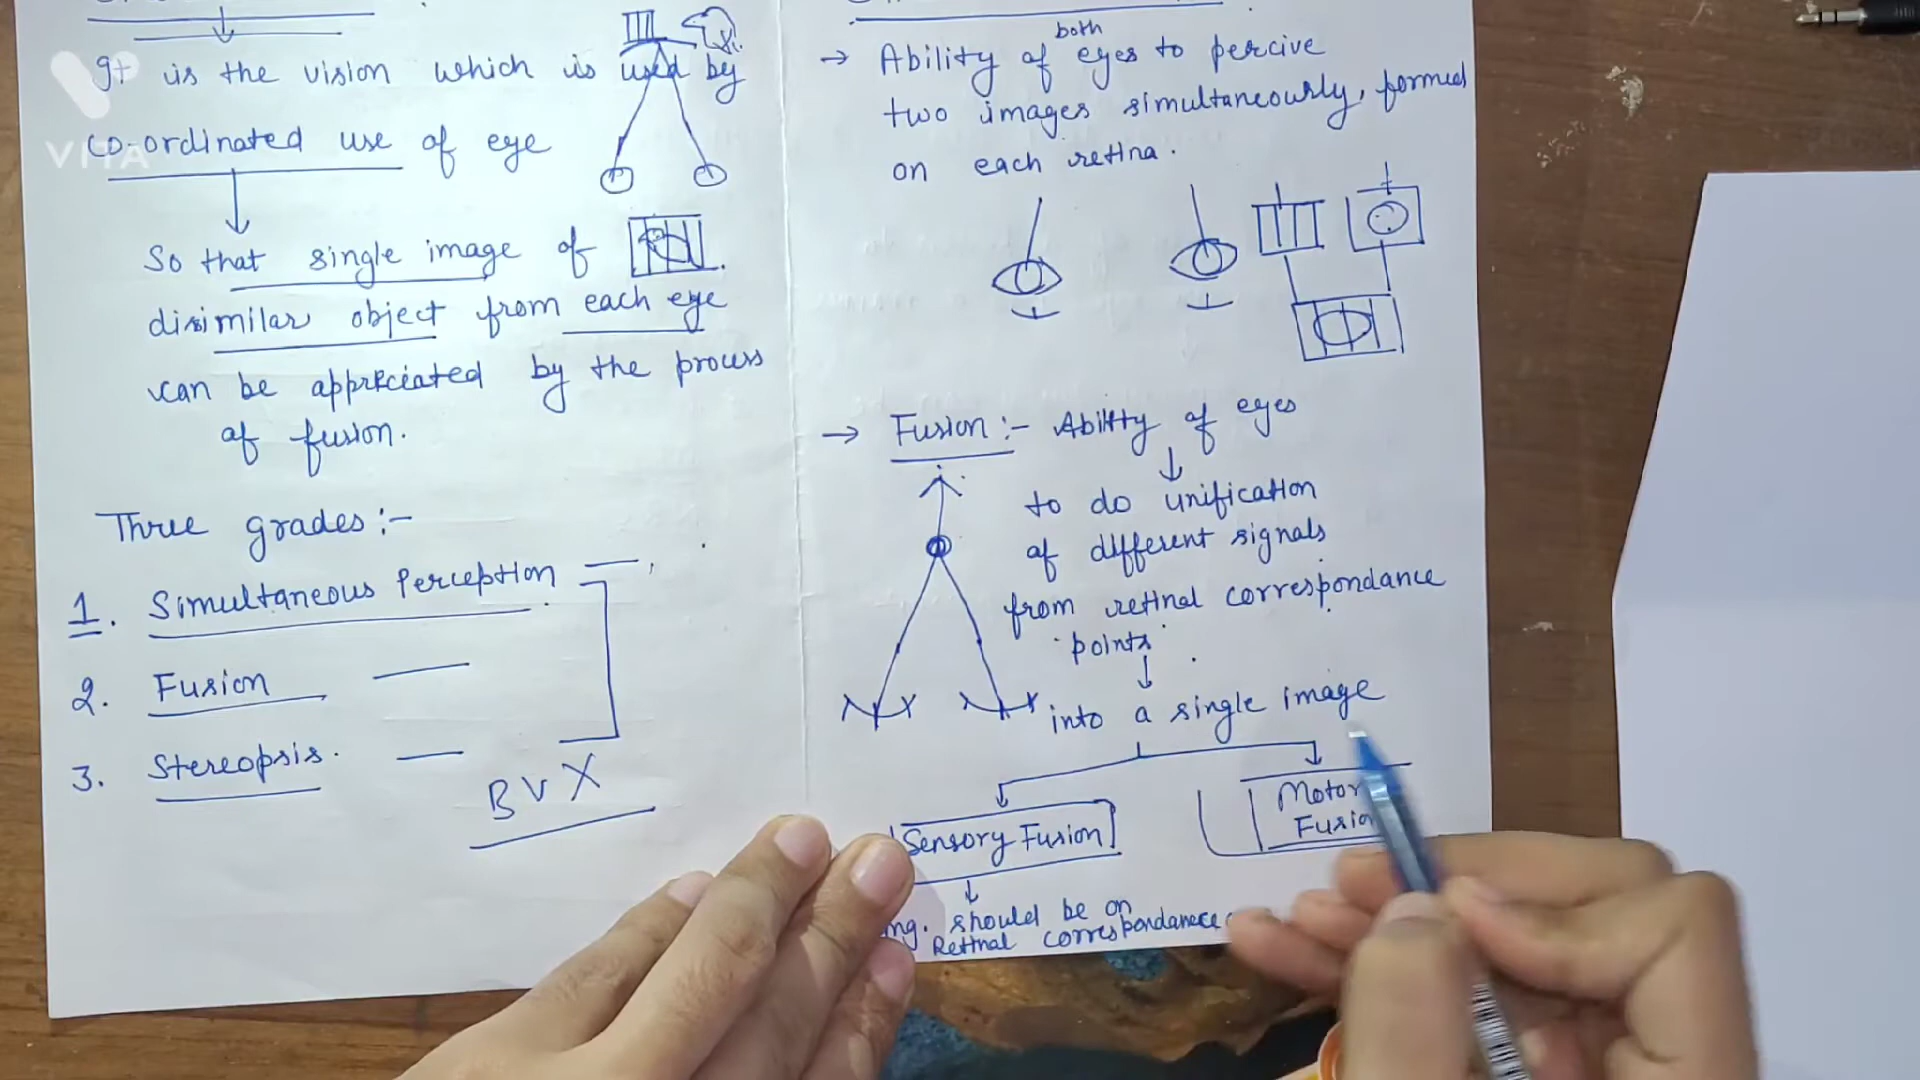 It is the vision which is used by
co-ordinated use of eye
So that single image of
disimilar object from each eye
can be apprkciated by the process
of fusion.
Three grades:-
1. Simultaneous Perception
2. Fusion
3. Stereopsis.
B V X
both
→ Ability of eyes to percive
two images simultaneously, formed
on each retina.
→ Fusion :- Ability of eyes
to do unification
of different signals
from retinal correspondance
points
into a single image
Sensory Fusion
Motor
Fusion
should be on
Retinal correspondance
VITA